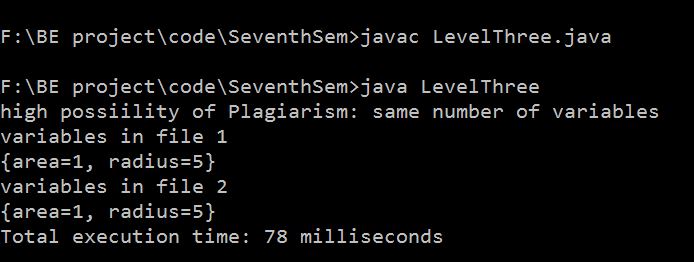 F:\BE project\code\SeventhSem>javac LevelThree.java
F:\BE project\code\SeventhSem>java LevelThree
high possiility of Plagiarism: same number of variables
variables in file 1
{area=1, radius=5}
variables in file 2
{area=1, radius=5}
Total execution time: 78 milliseconds